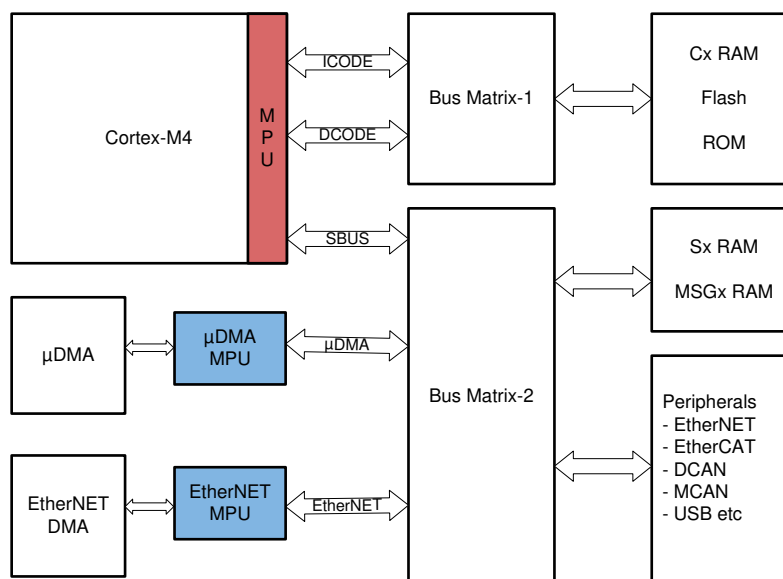 Cortex-M4
M
P
U
ICODE
DCODE
SBUS
Bus Matrix-1
Cx RAM
Flash
ROM
Sx RAM
MSGx RAM
µDMA
µDMA
MPU
µDMA
Bus Matrix-2
Peripherals
- EtherNET
- EtherCAT
- DCAN
- MCAN
- USB etc
EtherNET
DMA
EtherNET
MPU
EtherNET